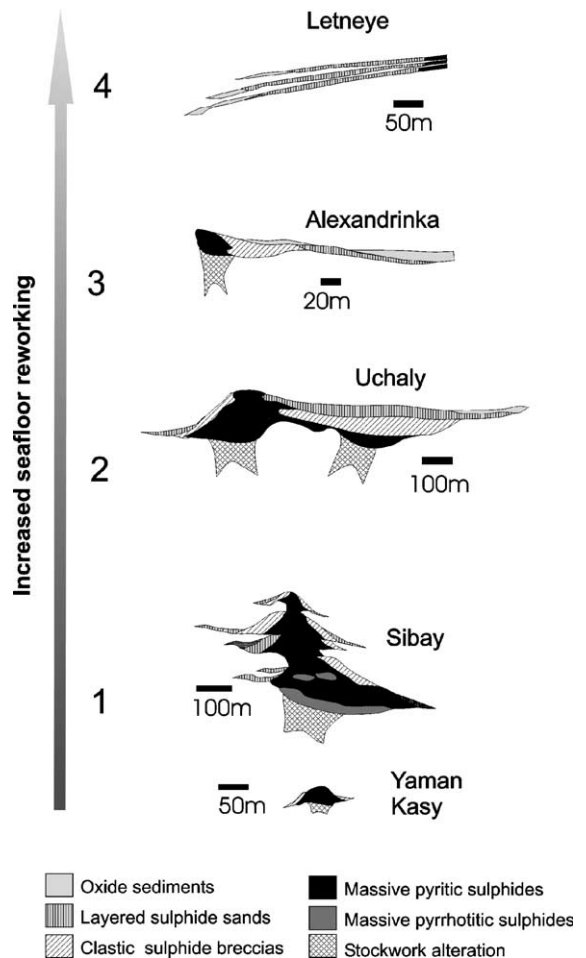 Letneye
4
50m
Alexandrinka
3
20m
Uchaly
2
100m
Sibay
1
100m
50m
Yaman
Kasy
Increased seafloor reworking
Oxide sediments
Massive pyritic sulphides
Layered sulphide sands
Massive pyrrhotitic sulphides
Clastic sulphide breccias
Stockwork alteration